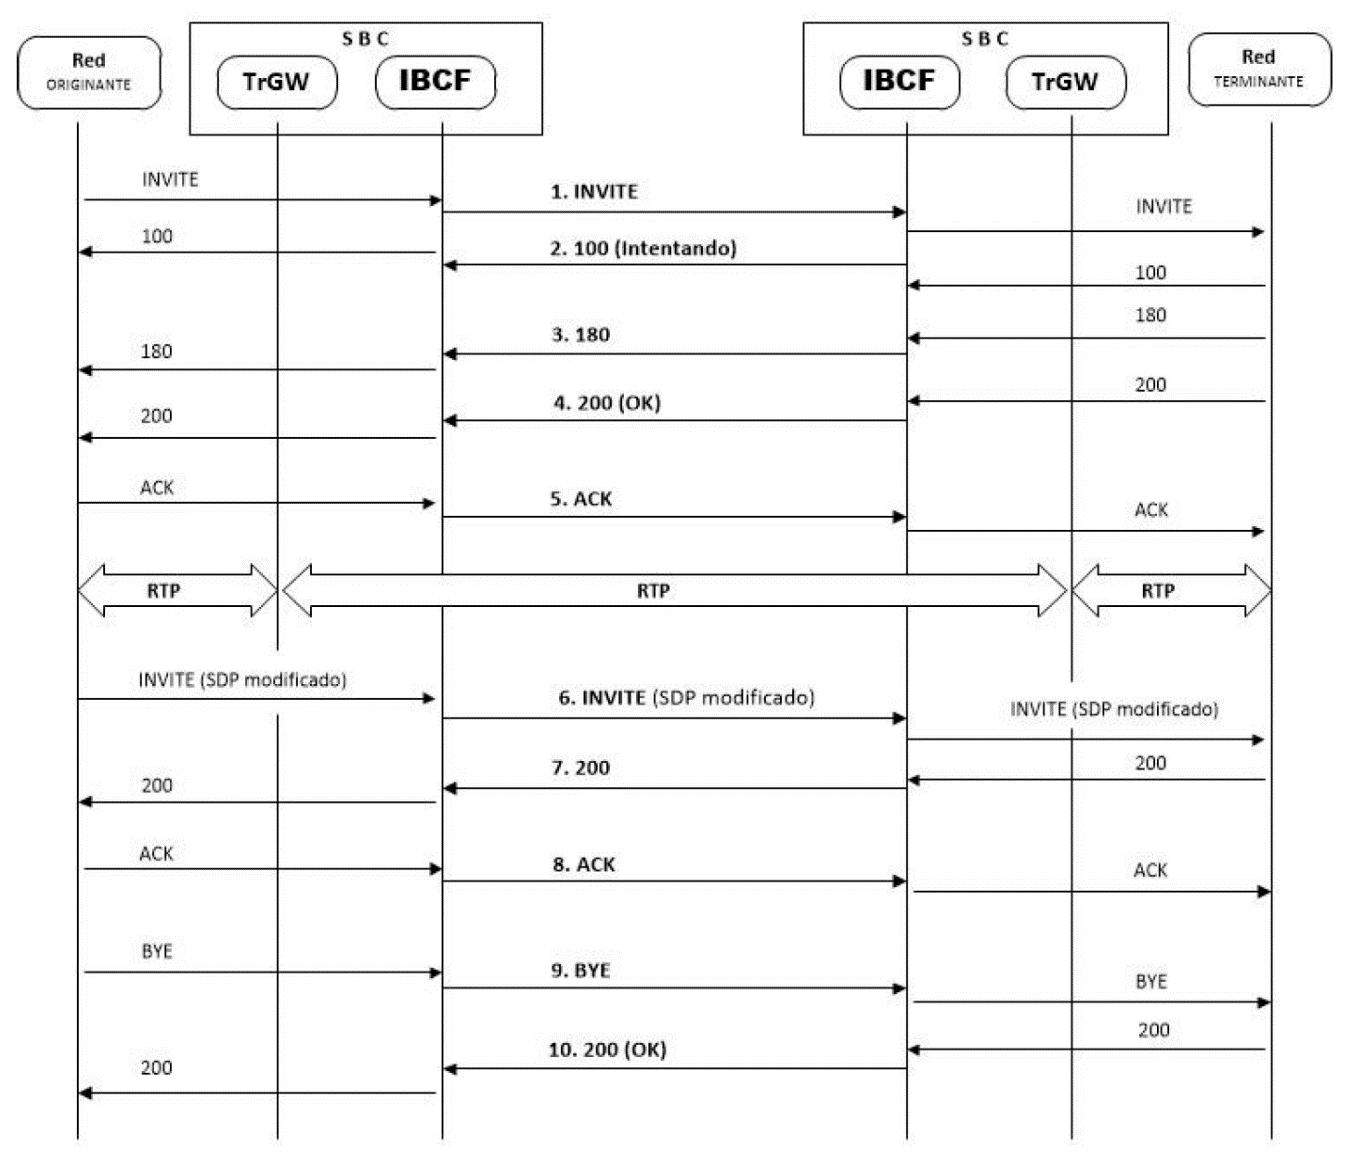 S B C
S B C
Red
ORIGINANTE
TrGW
IBCF
IBCF
TrGW
Red
TERMINANTE
INVITE
1. INVITE
INVITE
100
2. 100 (Intentando)
100
180
3. 180
180
200
4. 200 (OK)
200
ACK
5. ACK
ACK
RTP
RTP
RTP
INVITE (SDP modificado)
6. INVITE (SDP modificado)
INVITE (SDP modificado)
200
7. 200
200
ACK
8. ACK
ACK
BYE
9. BYE
BYE
200
10. 200 (OK)
200